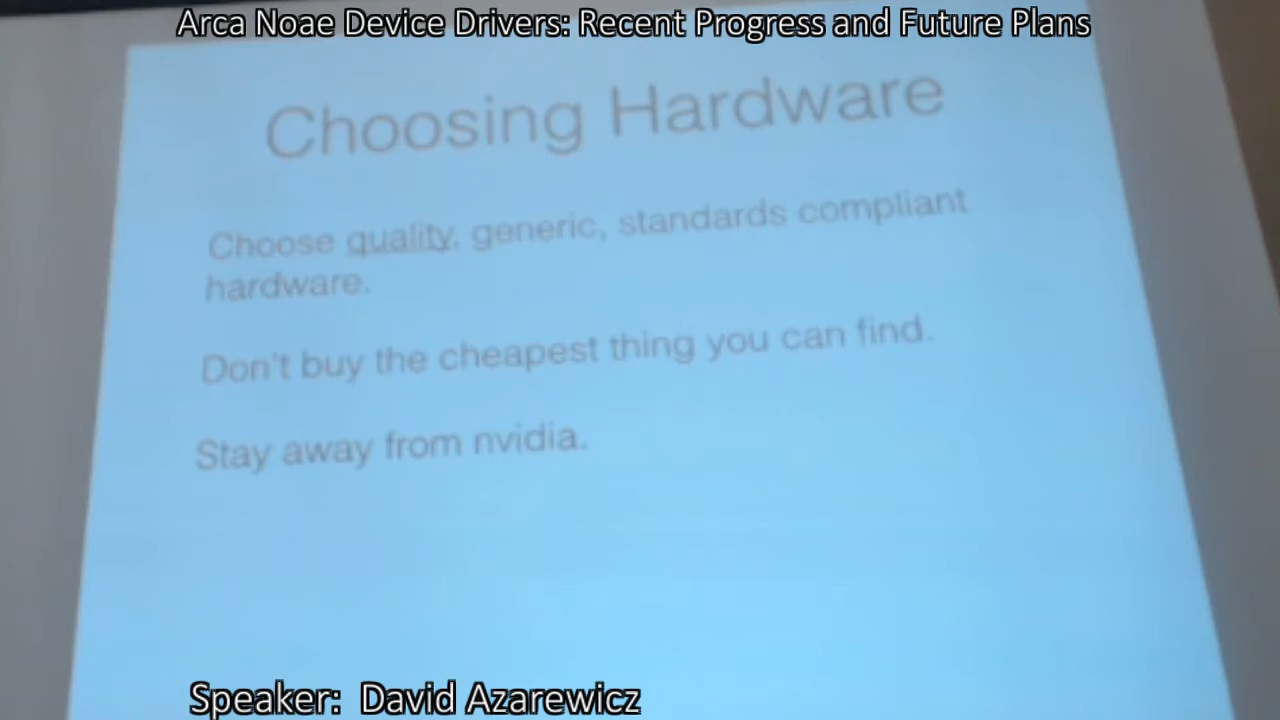 Arca Noae Device Drivers: Recent Progress and Future Plans
Choosing Hardware
Choose quality, generic, standards compliant
hardware.
Don't buy the cheapest thing you can find.
Stay away from nvidia.
Speaker: David Azarewicz